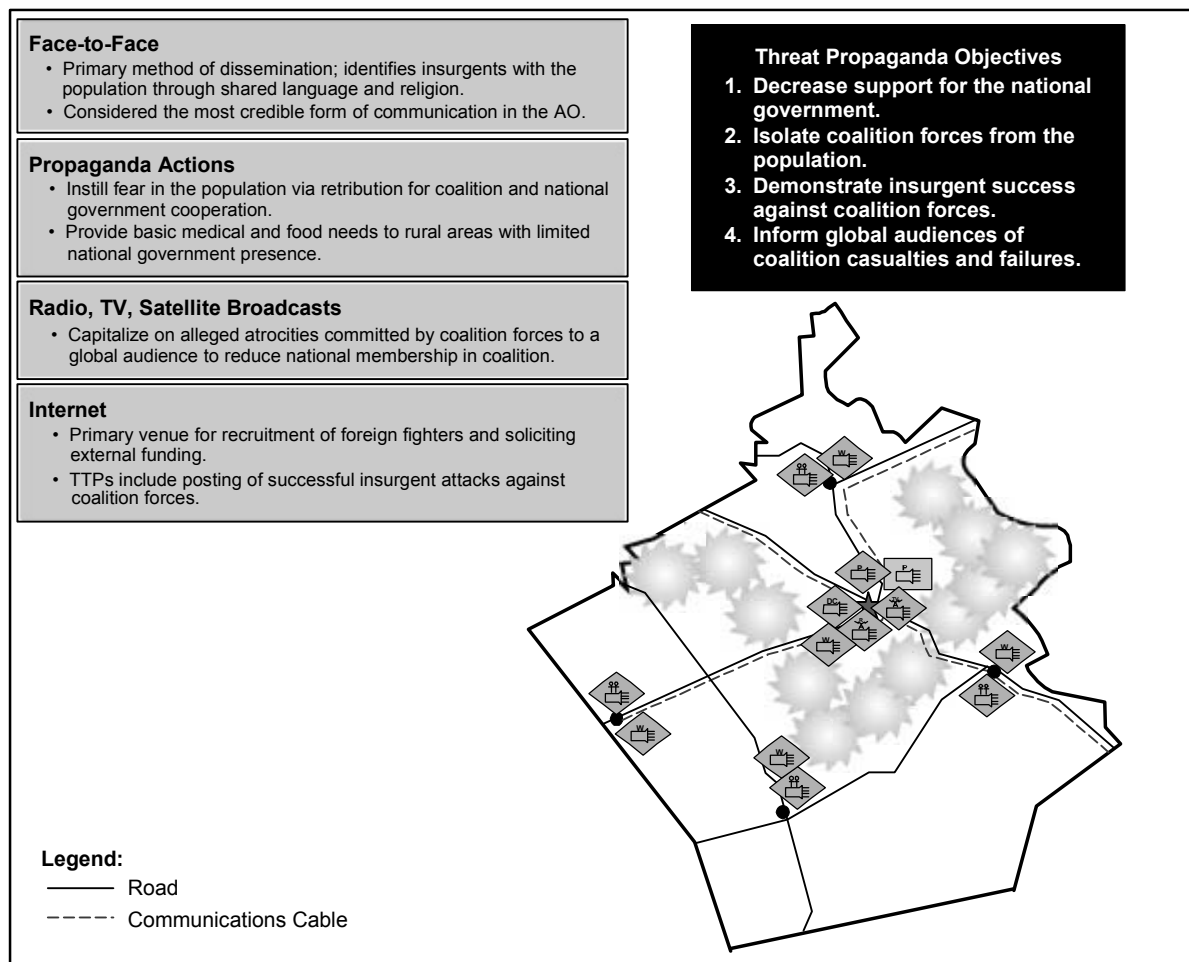 Face-to-Face
• Primary method of dissemination; identifies insurgents with the
population through shared language and religion.
• Considered the most credible form of communication in the AO.
Propaganda Actions
• Instill fear in the population via retribution for coalition and national
government cooperation.
• Provide basic medical and food needs to rural areas with limited
national government presence.
Radio, TV, Satellite Broadcasts
• Capitalize on alleged atrocities committed by coalition forces to a
global audience to reduce national membership in coalition.
Internet
• Primary venue for recruitment of foreign fighters and soliciting
external funding.
• TTPs include posting of successful insurgent attacks against
coalition forces.
Threat Propaganda Objectives
1. Decrease support for the national
government.
2. Isolate coalition forces from the
population.
3. Demonstrate insurgent success
against coalition forces.
4. Inform global audiences of
coalition casualties and failures.
W
P
P
DC
W
R
W
W
W
Legend:
Road
Communications Cable